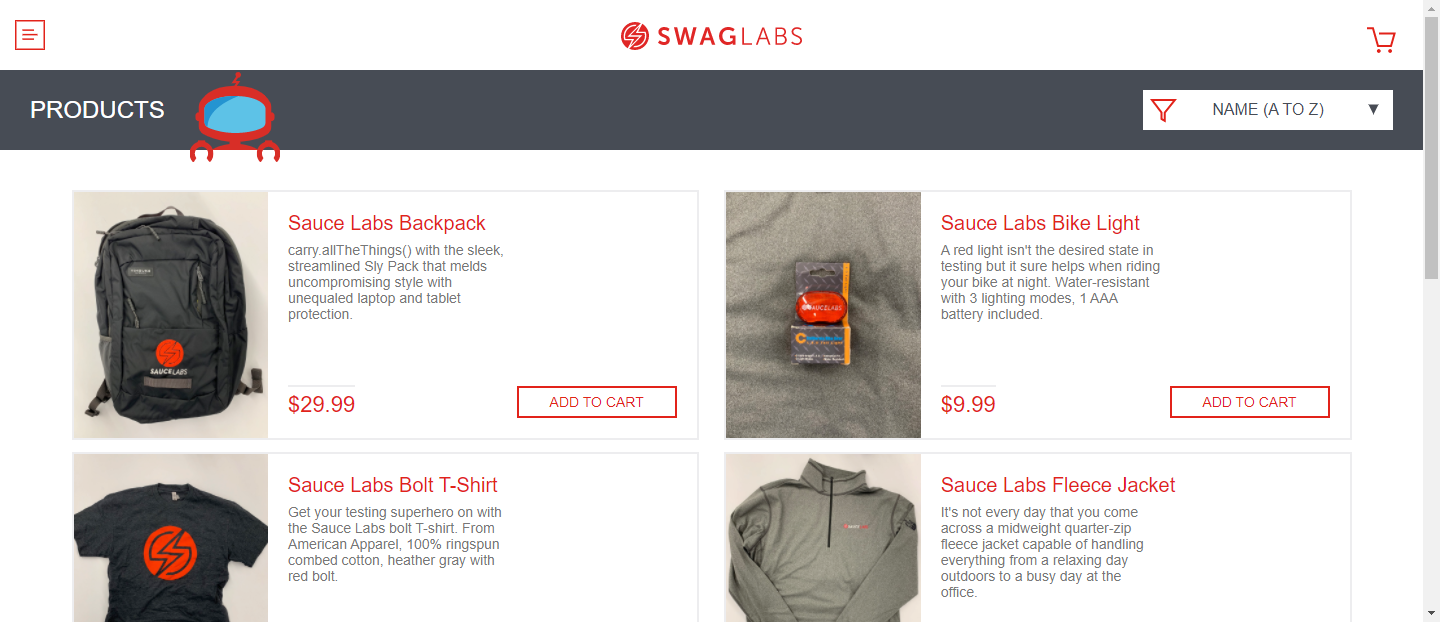 SWAGLABS
PRODUCTS
NAME (A TO Z)
Sauce Labs Backpack
carry.allTheThings() with the sleek,
streamlined Sly Pack that melds
uncompromising style with
unequaled laptop and tablet
protection.
$29.99
ADD TO CART
SAUCELABS
Sauce Labs Bike Light
A red light isn't the desired state in
testing but it sure helps when riding
your bike at night. Water-resistant
with 3 lighting modes, 1 AAA
battery included.
$9.99
ADD TO CART
SAUCELABS
Sauce Labs Bolt T-Shirt
Get your testing superhero on with
the Sauce Labs bolt T-shirt. From
American Apparel, 100% ringspun
combed cotton, heather gray with
red bolt.
Sauce Labs Fleece Jacket
It's not every day that you come
across a midweight quarter-zip
fleece jacket capable of handling
everything from a relaxing day
outdoors to a busy day at the
office.